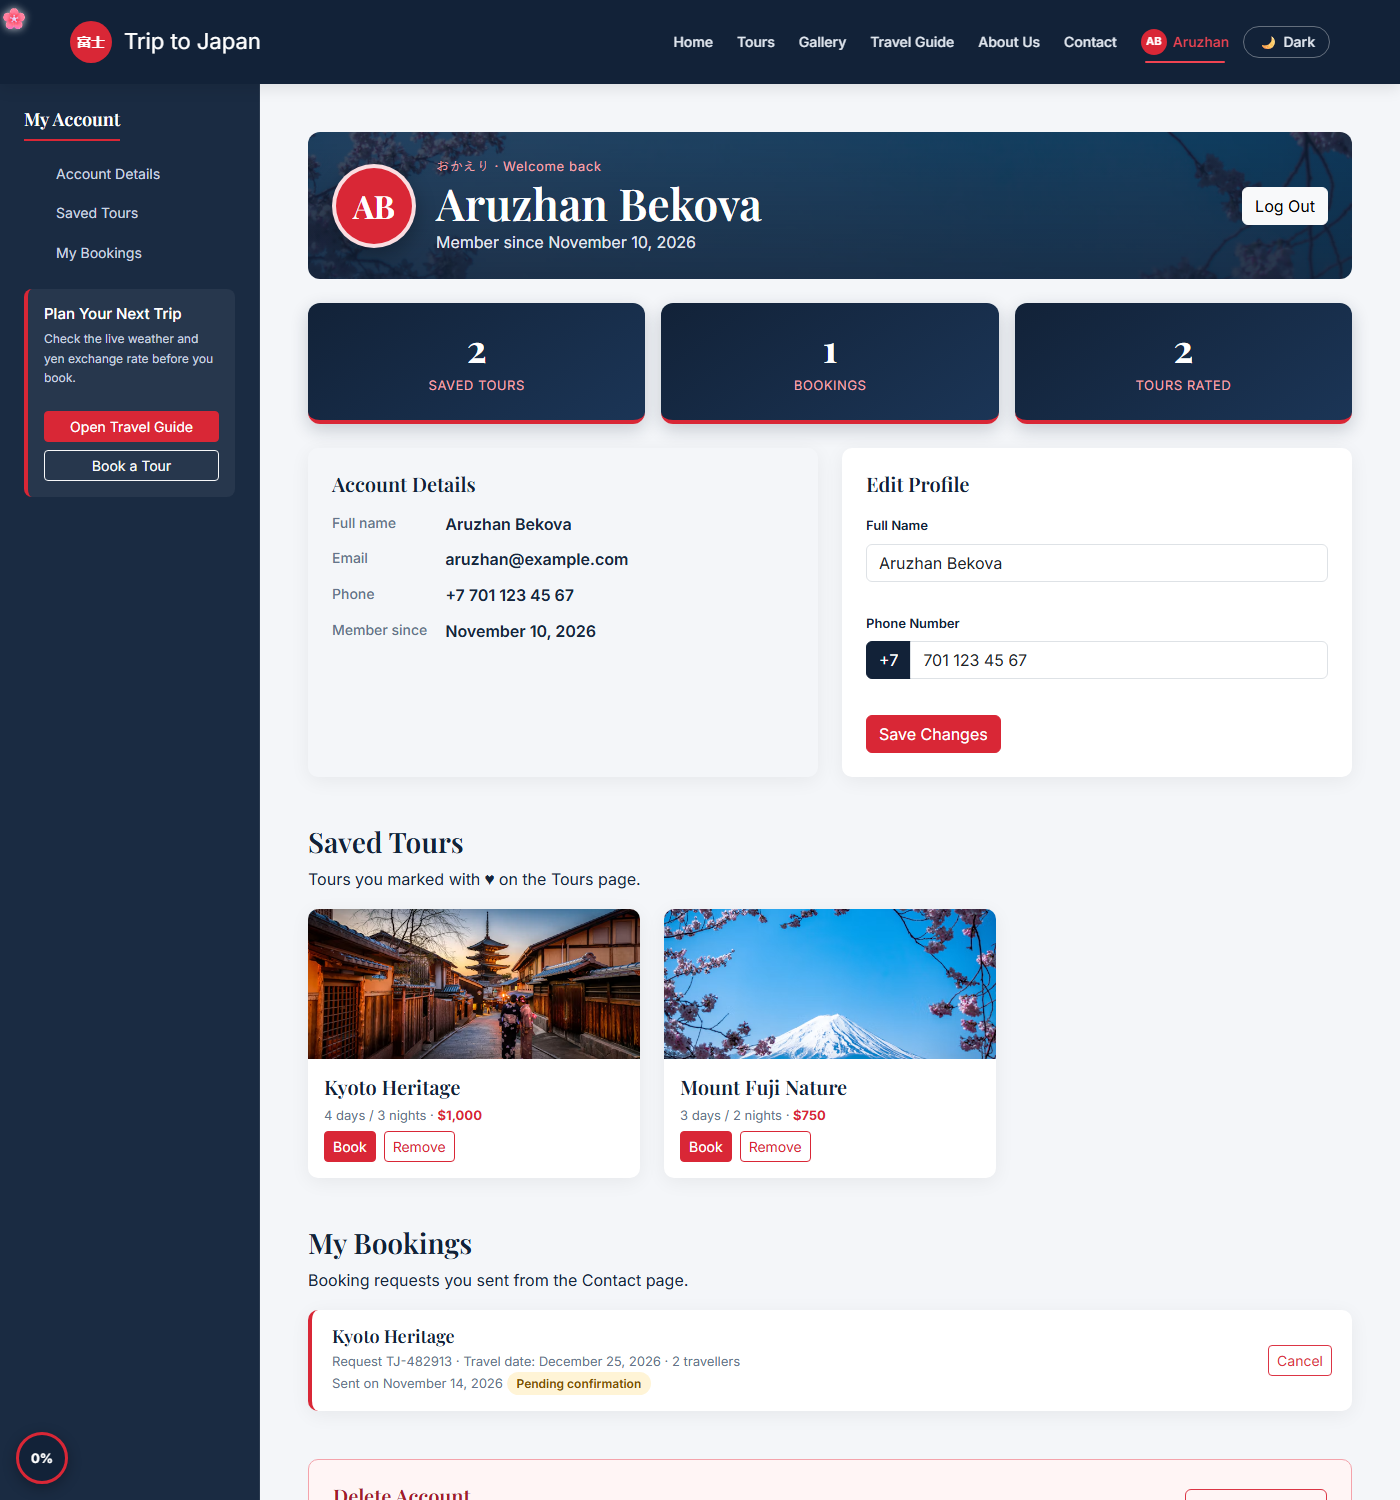 富士 Trip to Japan
Home Tours Gallery Travel Guide About Us Contact AB Aruzhan Dark
My Account
Account Details
Saved Tours
My Bookings
Plan Your Next Trip
Check the live weather and
yen exchange rate before you
book.
Open Travel Guide
Book a Tour
おかえり · Welcome back
AB
Aruzhan Bekova
Member since November 10, 2026
Log Out
2
SAVED TOURS
1
BOOKINGS
2
TOURS RATED
Account Details
Full name Aruzhan Bekova
Email aruzhan@example.com
Phone +7 701 123 45 67
Member since November 10, 2026
Edit Profile
Full Name
Aruzhan Bekova
Phone Number
+7 701 123 45 67
Save Changes
Saved Tours
Tours you marked with ♥ on the Tours page.
Kyoto Heritage
4 days / 3 nights · $1,000
Book Remove
Mount Fuji Nature
3 days / 2 nights · $750
Book Remove
My Bookings
Booking requests you sent from the Contact page.
Kyoto Heritage
Request TJ-482913 · Travel date: December 25, 2026 · 2 travellers
Sent on November 14, 2026 Pending confirmation
Cancel
0%
Delete Account